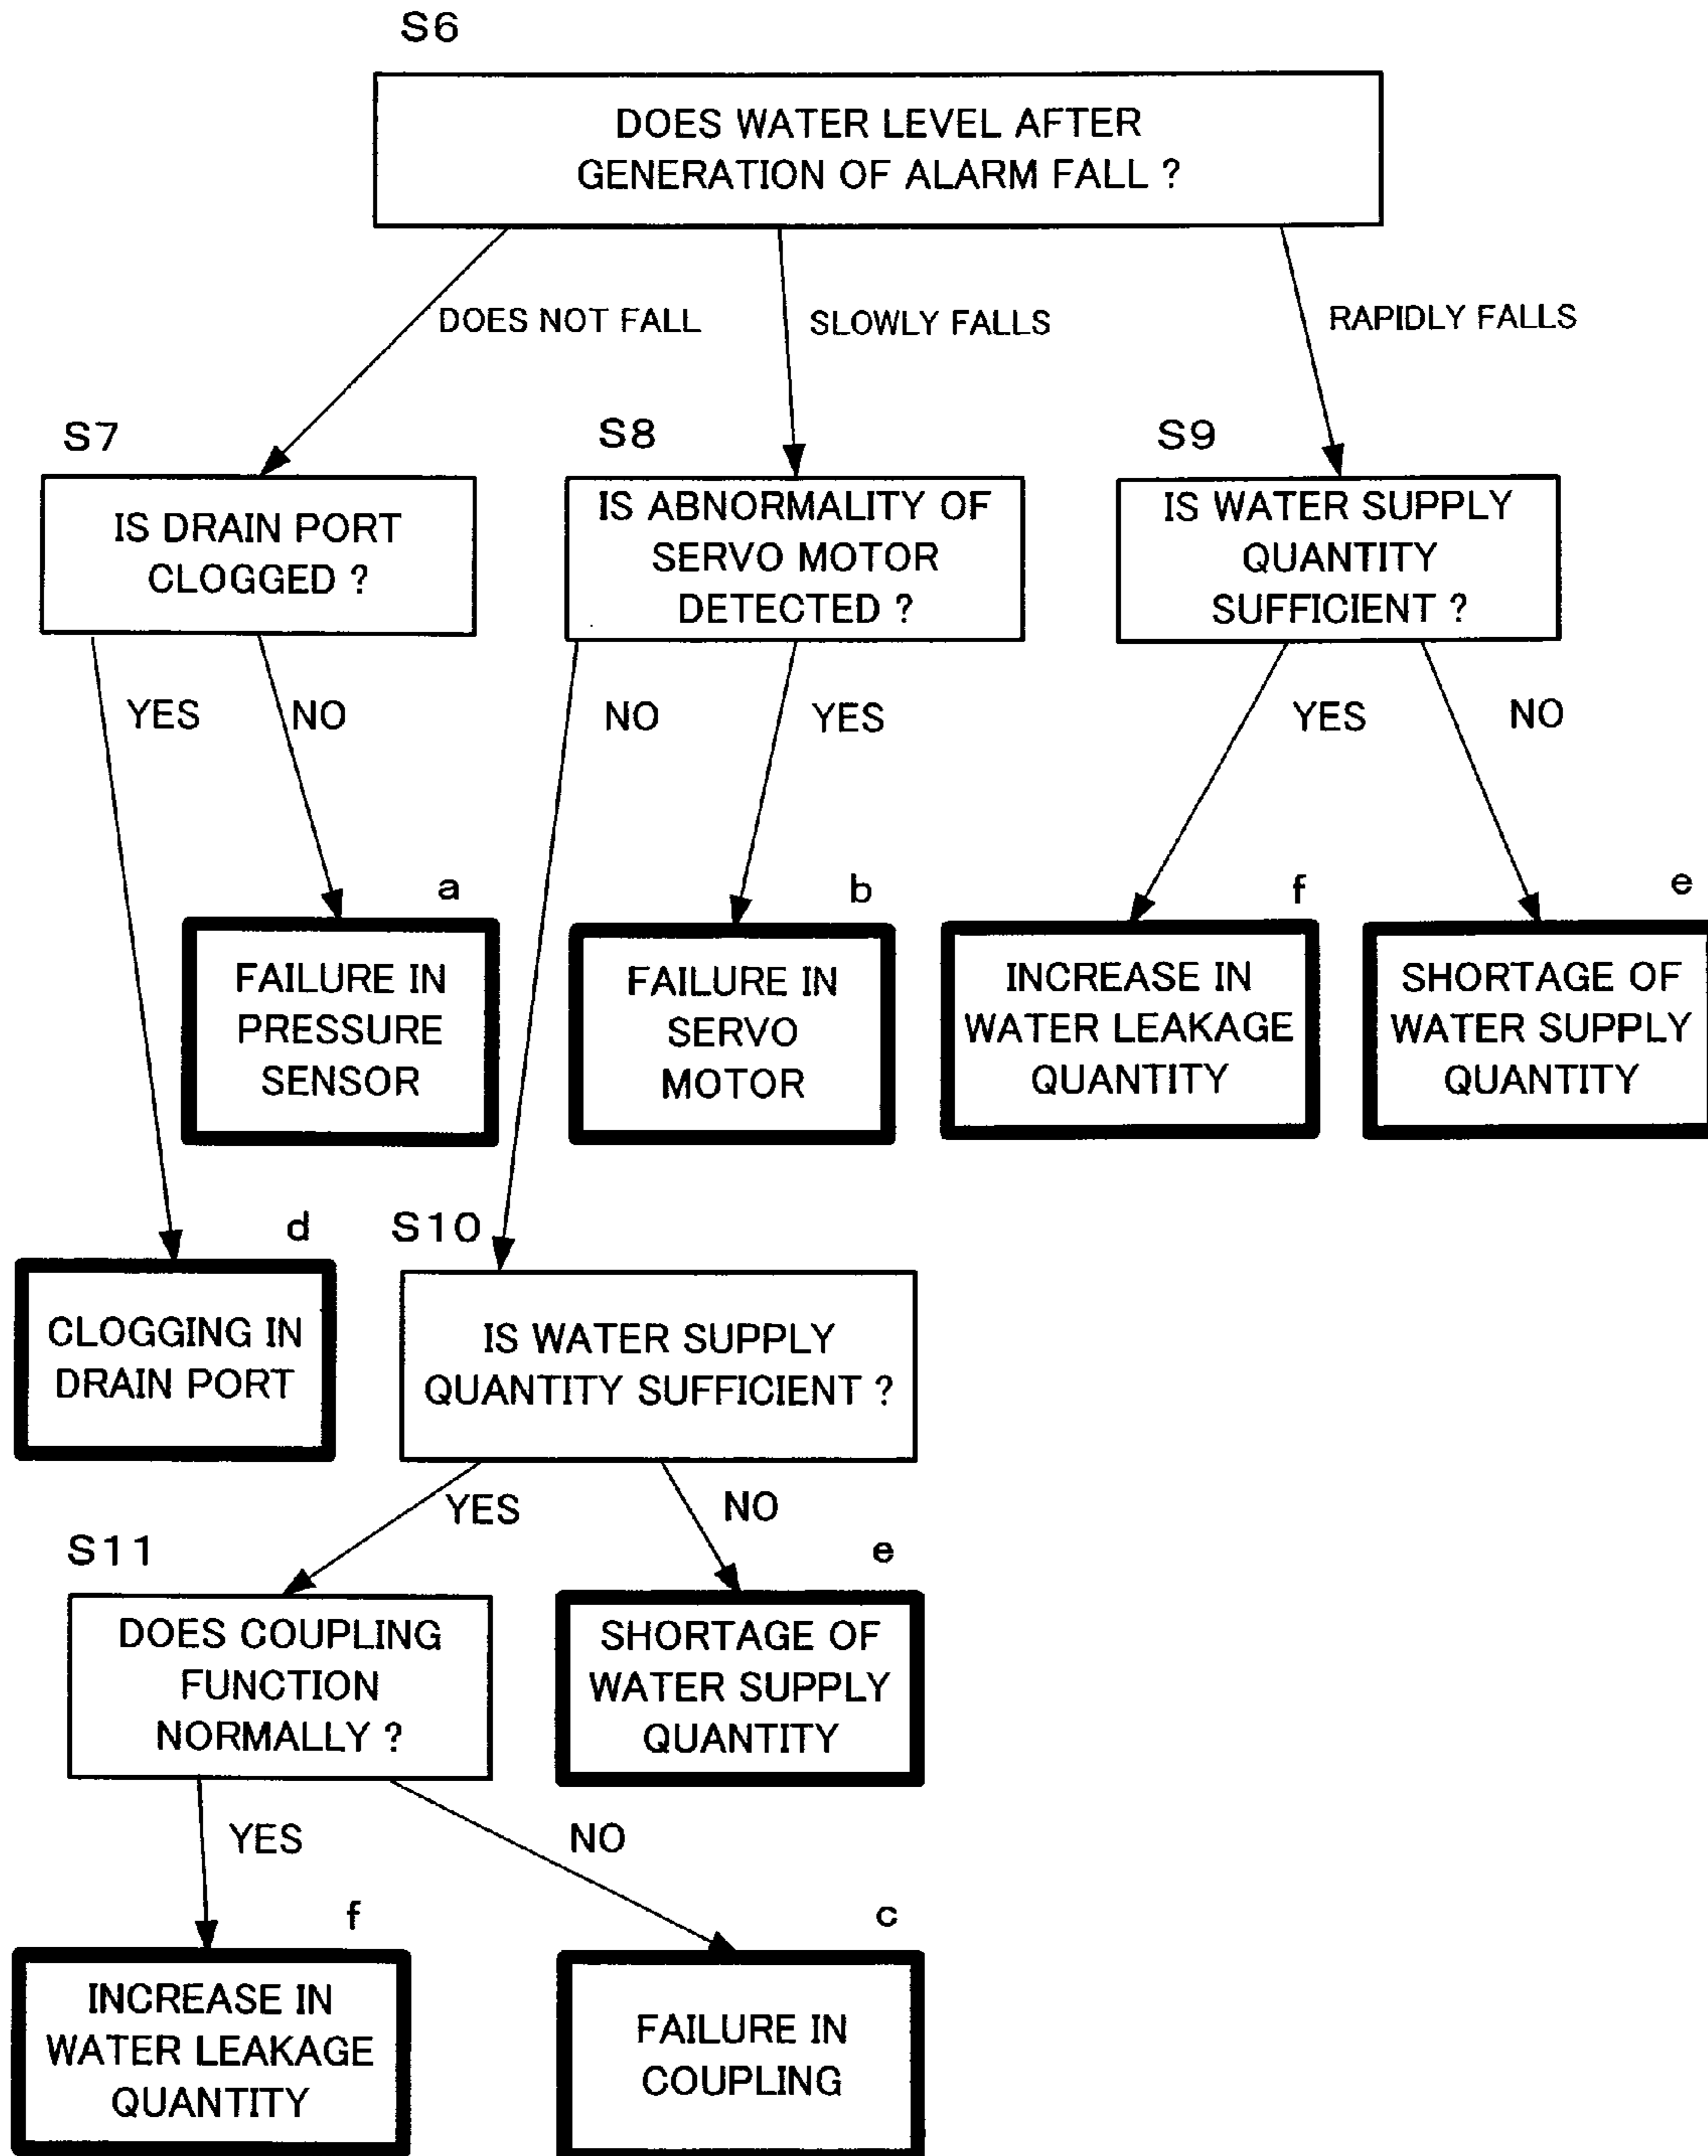 S6
DOES WATER LEVEL AFTER
GENERATION OF ALARM FALL ?
DOES NOT FALL
SLOWLY FALLS
RAPIDLY FALLS
S7
IS DRAIN PORT
CLOGGED ?
S8
IS ABNORMALITY OF
SERVO MOTOR
DETECTED ?
S9
IS WATER SUPPLY
QUANTITY
SUFFICIENT ?
YES
NO
NO
YES
YES
NO
a
FAILURE IN
PRESSURE
SENSOR
b
FAILURE IN
SERVO
MOTOR
f
INCREASE IN
WATER LEAKAGE
QUANTITY
e
SHORTAGE OF
WATER SUPPLY
QUANTITY
d
CLOGGING IN
DRAIN PORT
S10
IS WATER SUPPLY
QUANTITY SUFFICIENT ?
YES
NO
S11
DOES COUPLING
FUNCTION
NORMALLY ?
e
SHORTAGE OF
WATER SUPPLY
QUANTITY
YES
NO
f
INCREASE IN
WATER LEAKAGE
QUANTITY
c
FAILURE IN
COUPLING